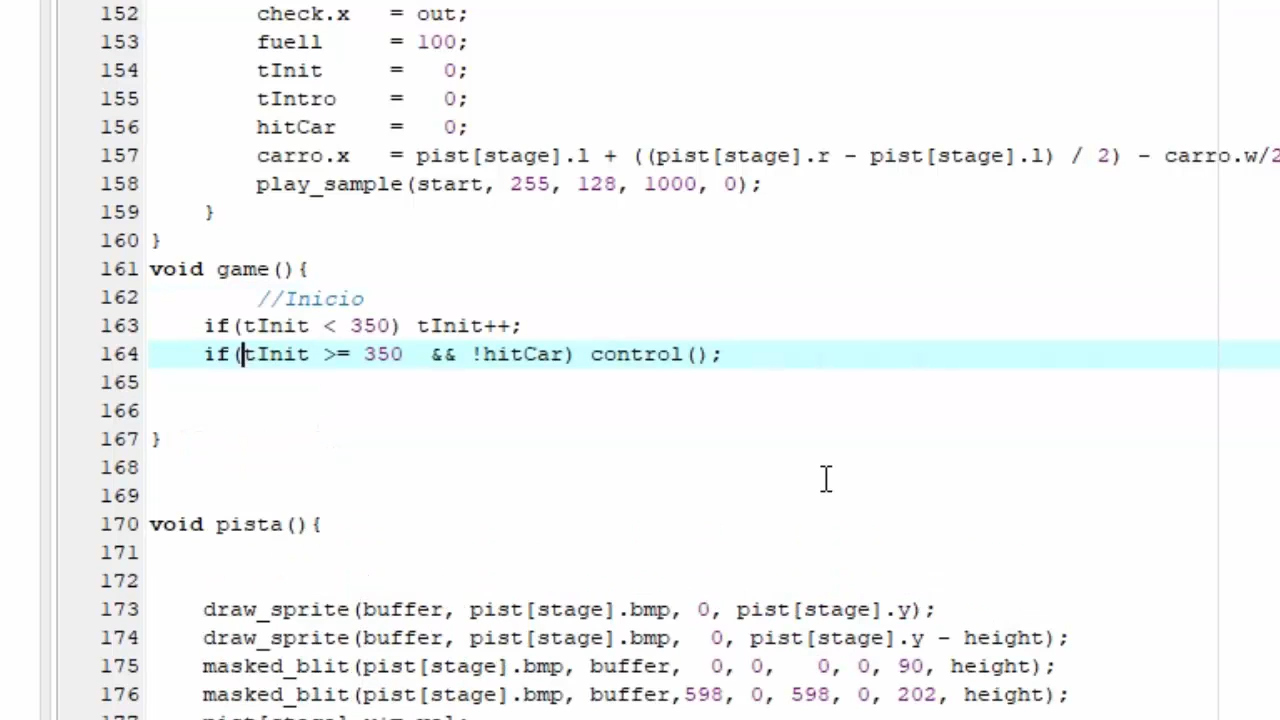 152 check.x = out;
153 fuell = 100;
154 tInit = 0;
155 tIntro = 0;
156 hitCar = 0;
157 carro.x = pist[stage].l + ((pist[stage].r - pist[stage].l) / 2) - carro.w/2
158 play_sample(start, 255, 128, 1000, 0);
159 }
160 }
161 void game(){
162 //Inicio
163 if(tInit < 350) tInit++;
164 if(tInit >= 350 && !hitCar) control();
165
166
167 }
168
169
170 void pista(){
171
172
173 draw_sprite(buffer, pist[stage].bmp, 0, pist[stage].y);
174 draw_sprite(buffer, pist[stage].bmp, 0, pist[stage].y - height);
175 masked_blit(pist[stage].bmp, buffer, 0, 0, 0, 0, 90, height);
176 masked_blit(pist[stage].bmp, buffer,598, 0, 598, 0, 202, height);